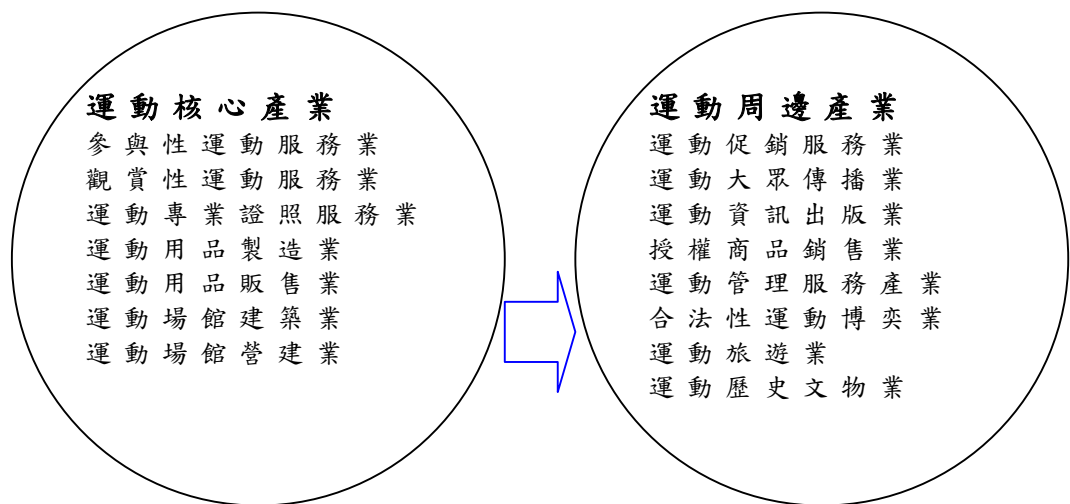 運動核心產業
參與性運動服務業
觀賞性運動服務業
運動專業證照服務業
運動用品製造業
運動用品販售業
運動場館建築業
運動場館營建業
運動周邊產業
運動促銷服務業
運動大眾傳播業
運動資訊出版業
授權商品銷售業
運動管理服務產業
合法性運動博奕業
運動旅遊業
運動歷史文物業